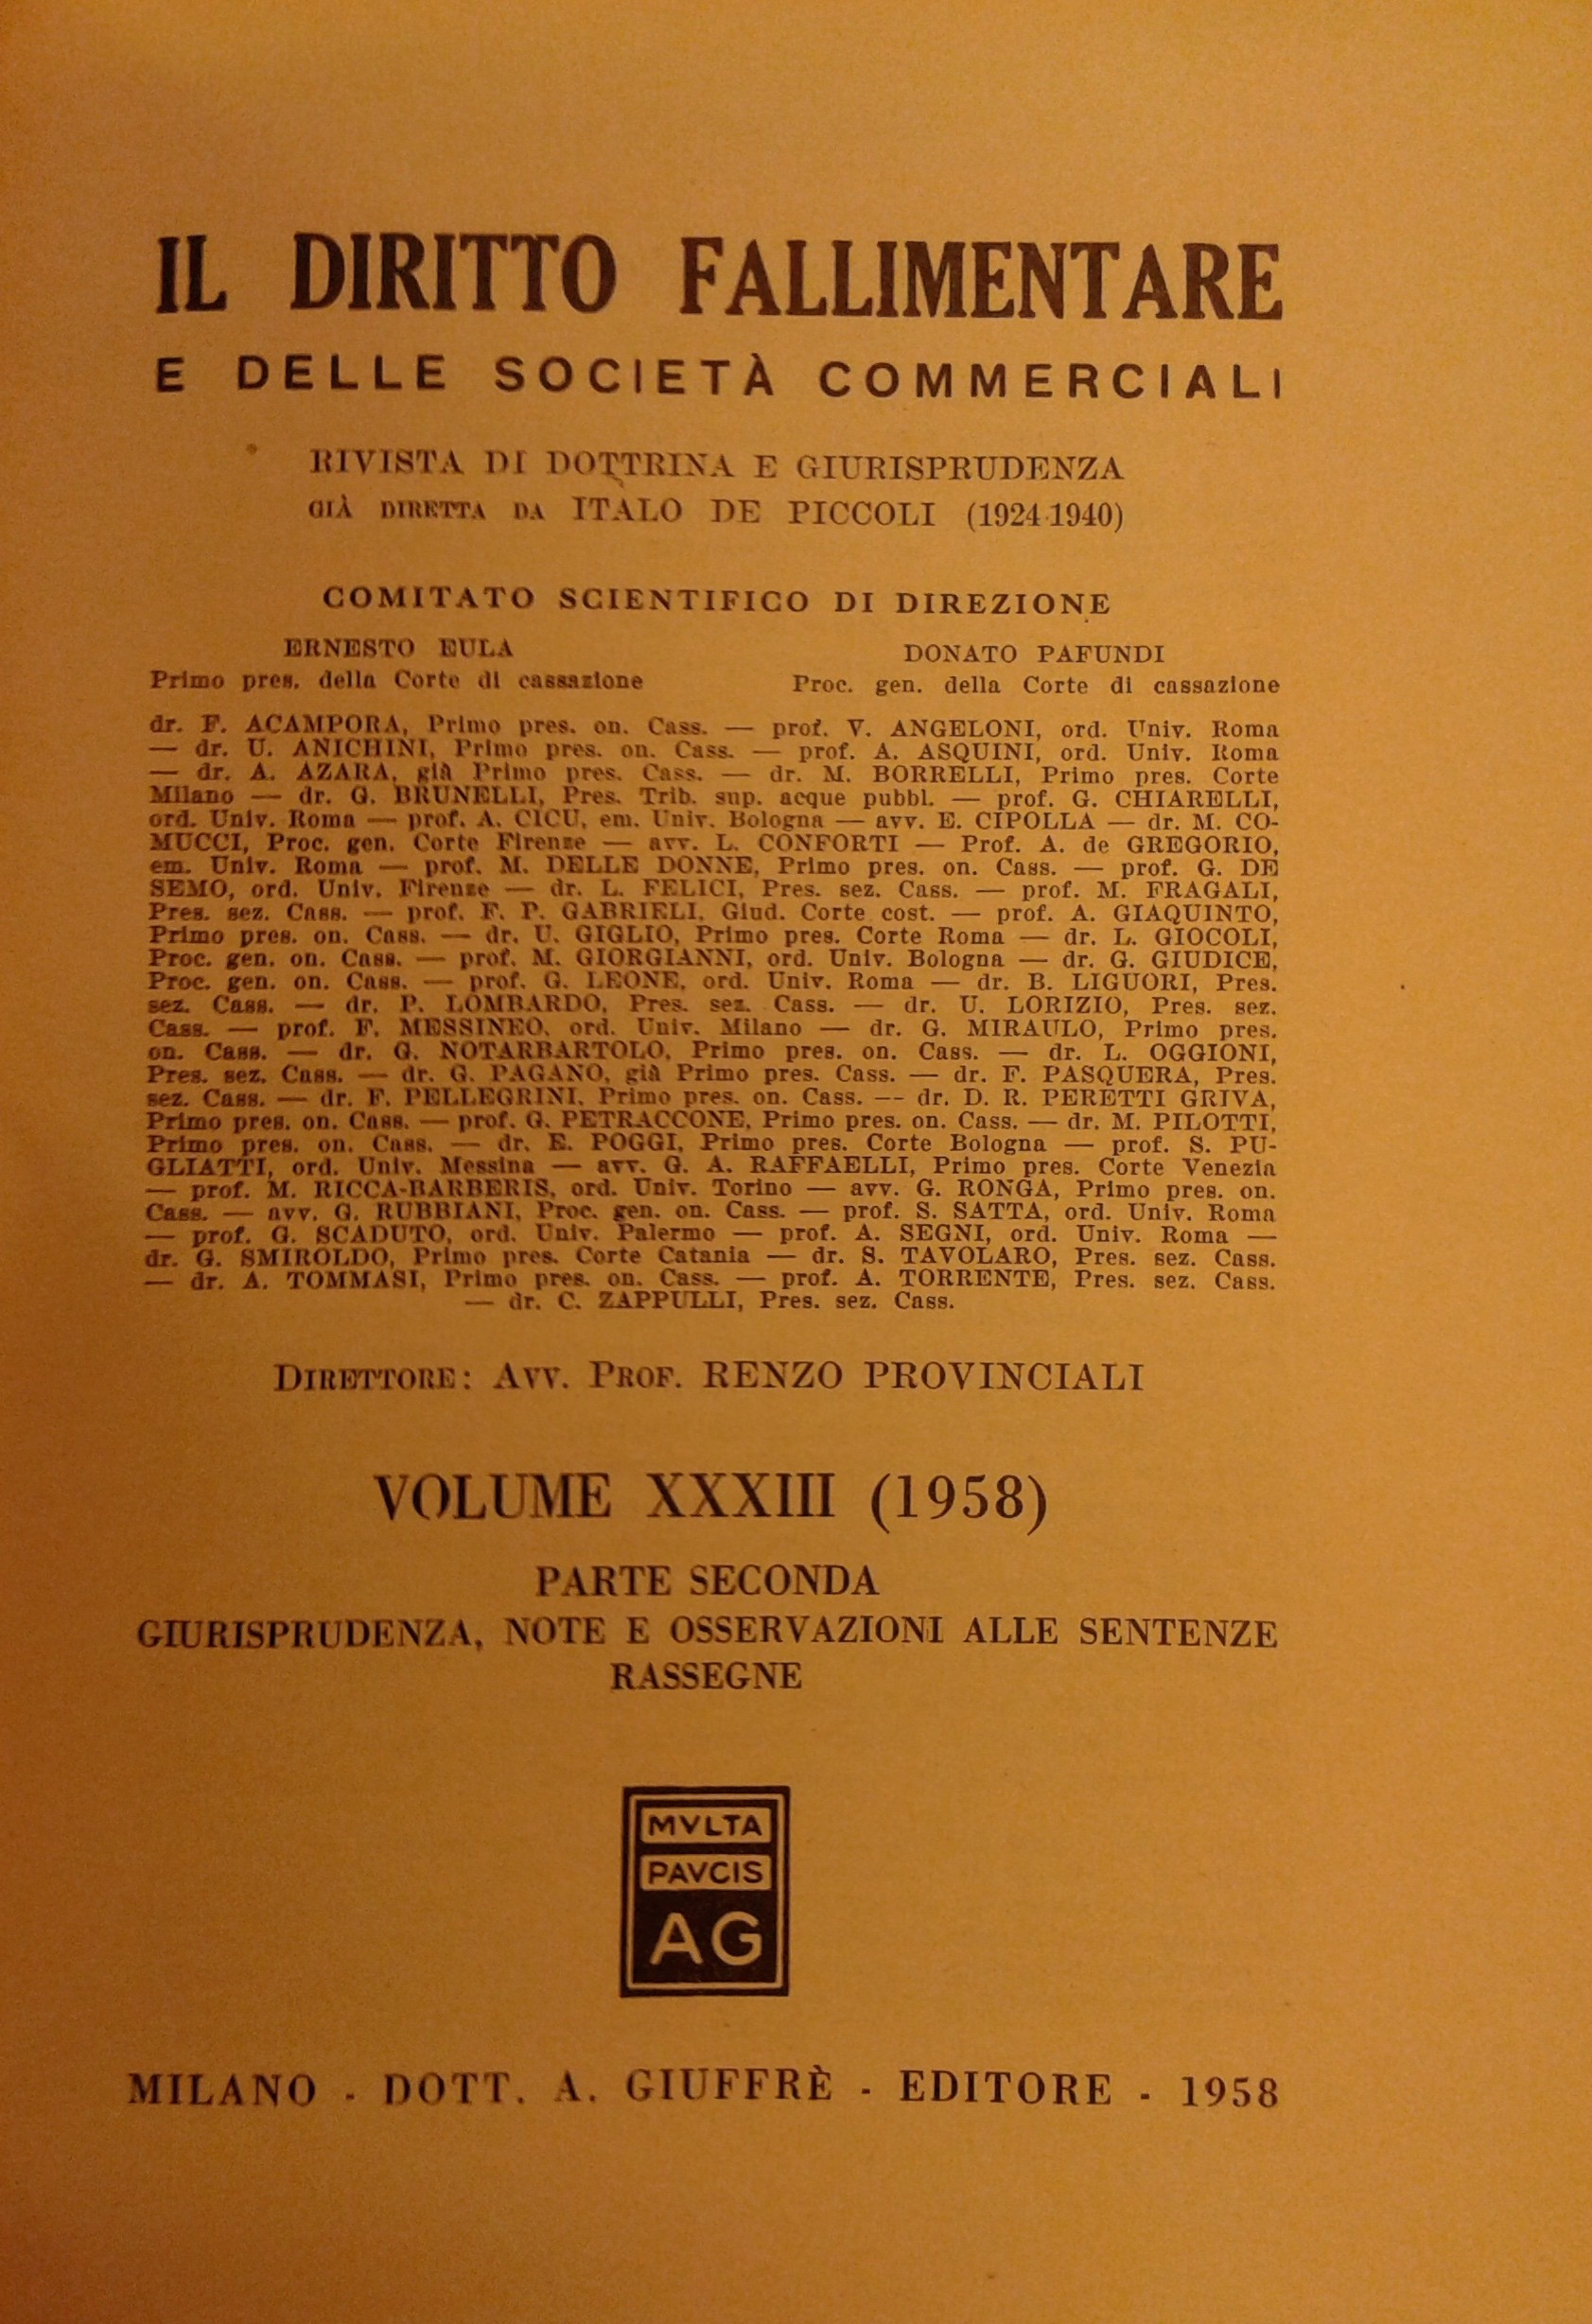 IL DIRITTO FALLIMENTARE
E DELLE SOCIETÀ COMMERCIALI
RIVISTA DI DOTTRINA E GIURISPRUDENZA
GIÀ DIRETTA DA ITALO DE PICCOLI (1924-1940)
COMITATO SCIENTIFICO DI DIREZIONE
ERNESTO EULA
Primo pres. della Corte di cassazione
DONATO PAFUNDI
Proc. gen. della Corte di cassazione
dr. F. ACAMPORA, Primo pres. on. Cass. — prof. V. ANGELONI, ord. Univ. Roma
— dr. U. ANICHINI, Primo pres. on. Cass. — prof. A. ASQUINI, ord. Univ. Roma
— dr. A. AZARA, già Primo pres. Cass. — dr. M. BORRELLI, Primo pres. Corte
Milano — dr. G. BRUNELLI, Pres. Trib. sup. acque pubbl. — prof. G. CHIARELLI,
ord. Univ. Roma — prof. A. CICU, em. Univ. Bologna — avv. E. CIPOLLA — dr. M. CO-
MUCCI, Proc. gen. Corte Firenze — avv. L. CONFORTI — Prof. A. de GREGORIO,
em. Univ. Roma — prof. M. DELLE DONNE, Primo pres. on. Cass. — prof. G. DE
SEMO, ord. Univ. Firenze — dr. L. FELICI, Pres. sez. Cass. — prof. M. FRAGALI,
Pres. sez. Cass. — prof. F. P. GABRIELI, Giud. Corte cost. — prof. A. GIAQUINTO,
Primo pres. on. Cass. — dr. U. GIGLIO, Primo pres. Corte Roma — dr. L. GIOCOLI,
Proc. gen. on. Cass. — prof. M. GIORGIANNI, ord. Univ. Bologna — dr. G. GIUDICE,
Proc. gen. on. Cass. — prof. G. LEONE, ord. Univ. Roma — dr. B. LIGUORI, Pres.
sez. Cass. — dr. P. LOMBARDO, Pres. sez. Cass. — dr. U. LORIZIO, Pres. sez.
Cass. — prof. F. MESSINEO, ord. Univ. Milano — dr. G. MIRAULO, Primo pres.
on. Cass. — dr. G. NOTARBARTOLO, Primo pres. on. Cass. — dr. L. OGGIONI,
Pres. sez. Cass. — dr. G. PAGANO, già Primo pres. Cass. — dr. F. PASQUERA, Pres.
sez. Cass. — dr. F. PELLEGRINI, Primo pres. on. Cass. -- dr. D. R. PERETTI GRIVA,
Primo pres. on. Cass. — prof. G. PETRACCONE, Primo pres. on. Cass. — dr. M. PILOTTI,
Primo pres. on. Cass. — dr. E. POGGI, Primo pres. Corte Bologna — prof. S. PU-
GLIATTI, ord. Univ. Messina — avv. G. A. RAFFAELLI, Primo pres. Corte Venezia
— prof. M. RICCA-BARBERIS, ord. Univ. Torino — avv. G. RONGA, Primo pres. on.
Cass. — avv. G. RUBBIANI, Proc. gen. on. Cass. — prof. S. SATTA, ord. Univ. Roma
— prof. G. SCADUTO, ord. Univ. Palermo — prof. A. SEGNI, ord. Univ. Roma —
dr. G. SMIROLDO, Primo pres. Corte Catania — dr. S. TAVOLARO, Pres. sez. Cass.
— dr. A. TOMMASI, Primo pres. on. Cass. — prof. A. TORRENTE, Pres. sez. Cass.
— dr. C. ZAPPULLI, Pres. sez. Cass.
DIRETTORE: AVV. PROF. RENZO PROVINCIALI
VOLUME XXXIII (1958)
PARTE SECONDA
GIURISPRUDENZA, NOTE E OSSERVAZIONI ALLE SENTENZE
RASSEGNE
MVLTA
PAVCIS
AG
MILANO - DOTT. A. GIUFFRÈ - EDITORE - 1958